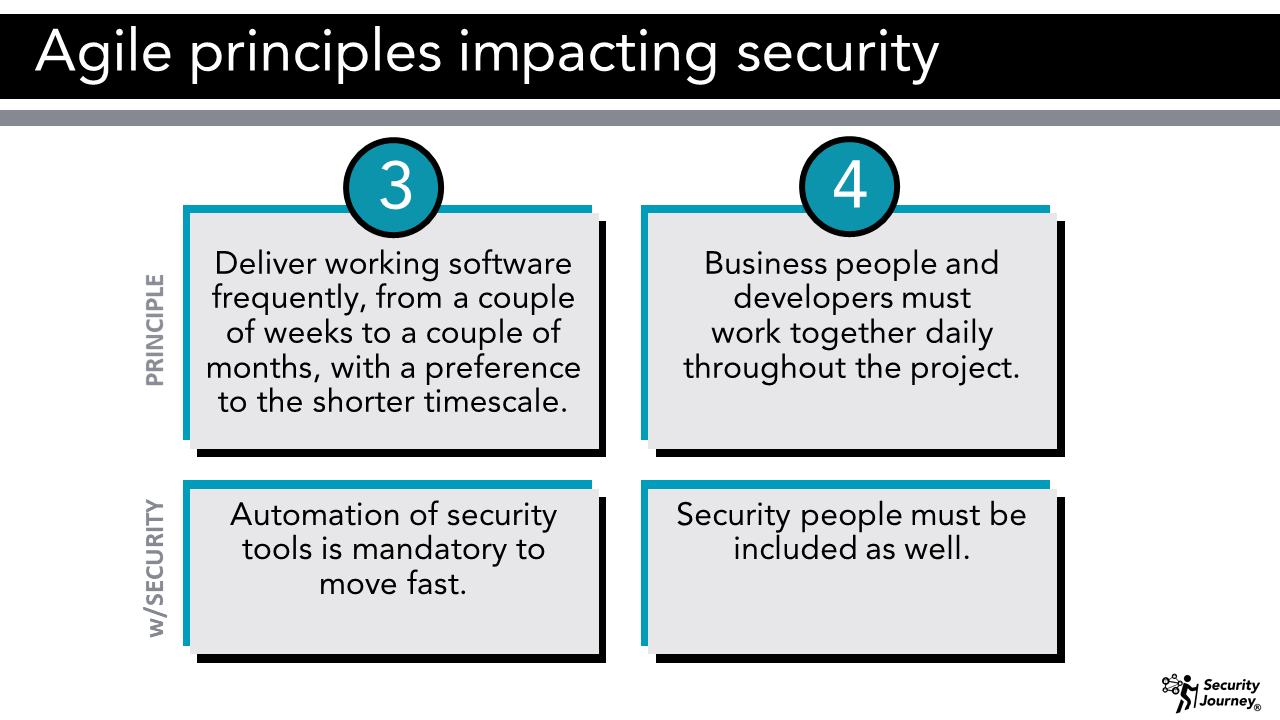 Agile principles impacting security
3
4
PRINCIPLE
Deliver working software
frequently, from a couple
of weeks to a couple of
months, with a preference
to the shorter timescale.
Business people and
developers must
work together daily
throughout the project.
w/SECURITY
Automation of security
tools is mandatory to
move fast.
Security people must be
included as well.
Security
Journey®